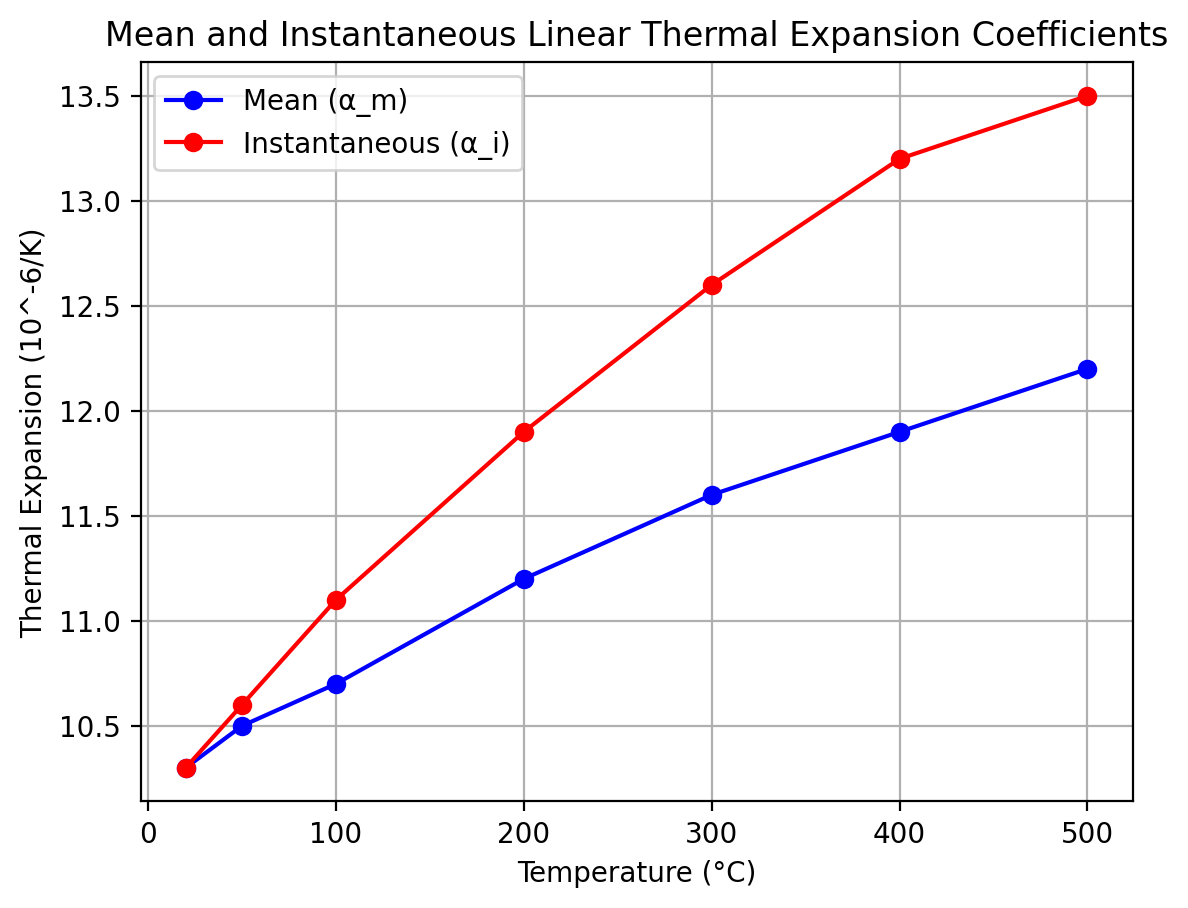 Mean and Instantaneous Linear Thermal Expansion Coefficients
Mean (α_m)
Instantaneous (α_i)
13.5
13.0
12.5
12.0
11.5
11.0
10.5
Thermal Expansion (10^-6/K)
0
100
200
300
400
500
Temperature (°C)